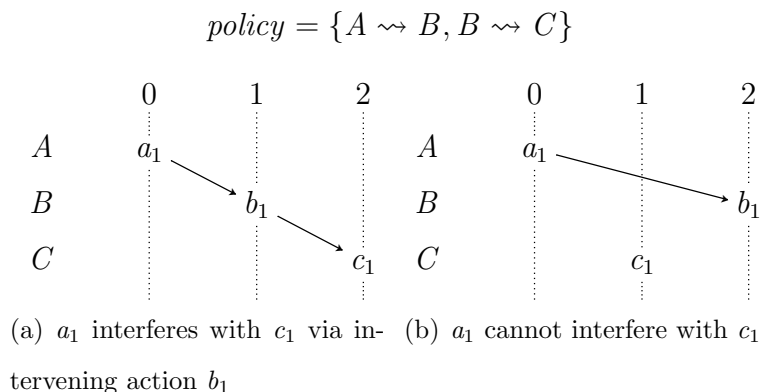 policy = {A ⇝ B, B ⇝ C}
0 1 2 0 1 2
A a₁ A a₁
B b₁ B b₁
C c₁ C c₁
(a) a₁ interferes with c₁ via in- (b) a₁ cannot interfere with c₁
tervening action b₁